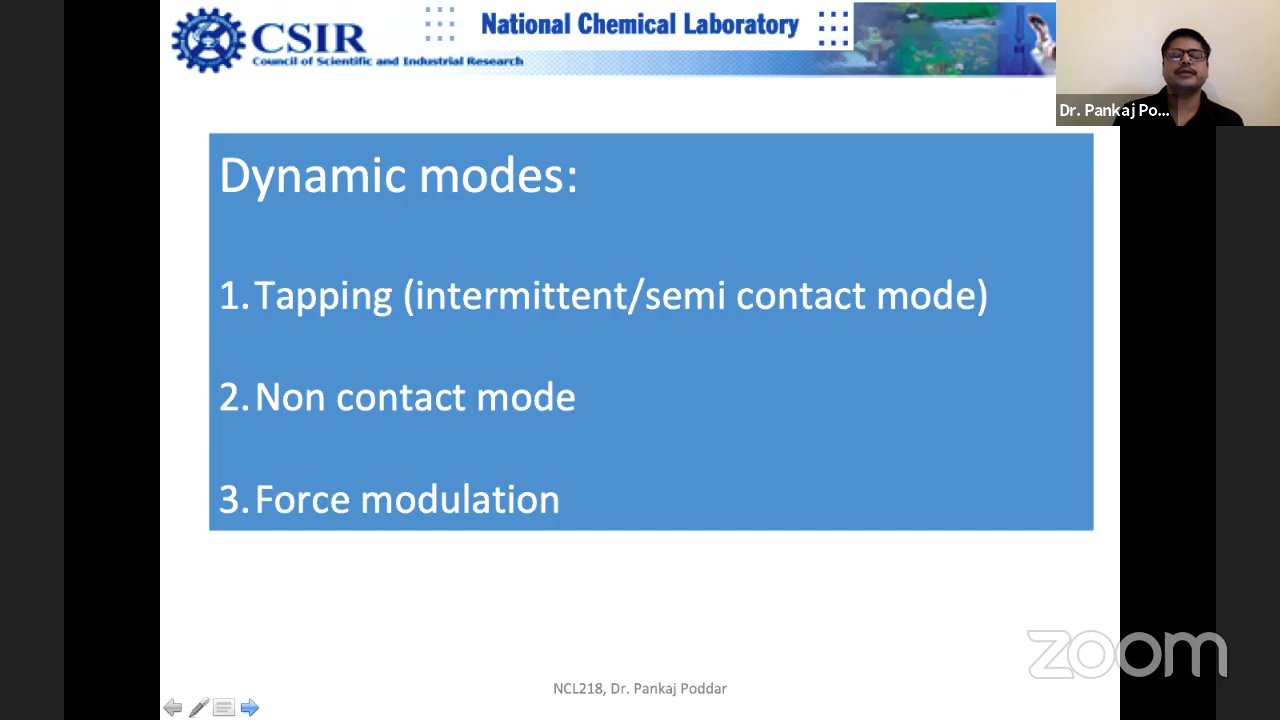 CSIR
Council of Scientific and Industrial Research
National Chemical Laboratory
Dr. Pankaj Po...
Dynamic modes:
1. Tapping (intermittent/semi contact mode)
2. Non contact mode
3. Force modulation
zoom
NCL218, Dr. Pankaj Poddar